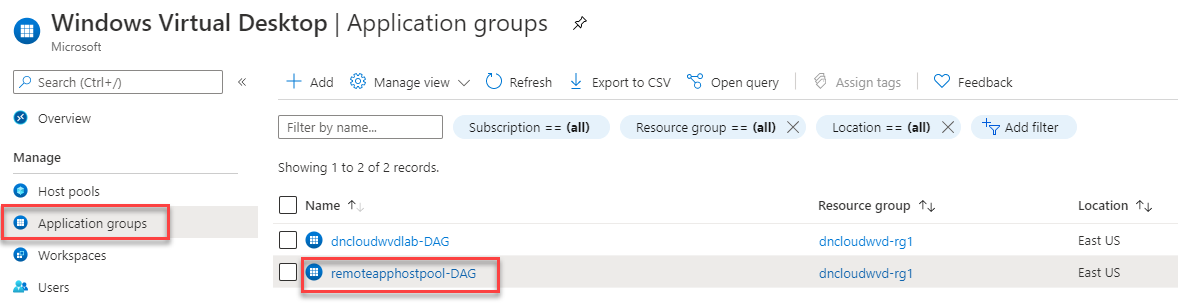 Windows Virtual Desktop | Application groups
Microsoft
Search (Ctrl+/)
«
Overview
Manage
Host pools
Application groups
Workspaces
Users
Add
Manage view
Refresh
Export to CSV
Open query
Assign tags
Feedback
Filter by name...
Subscription == (all)
Resource group == (all)
Location == (all)
Add filter
Showing 1 to 2 of 2 records.
Name ↑↓ Resource group ↑↓ Location ↑↓
dncloudwvdlab-DAG dncloudwvd-rg1 East US
remoteapphostpool-DAG dncloudwvd-rg1 East US